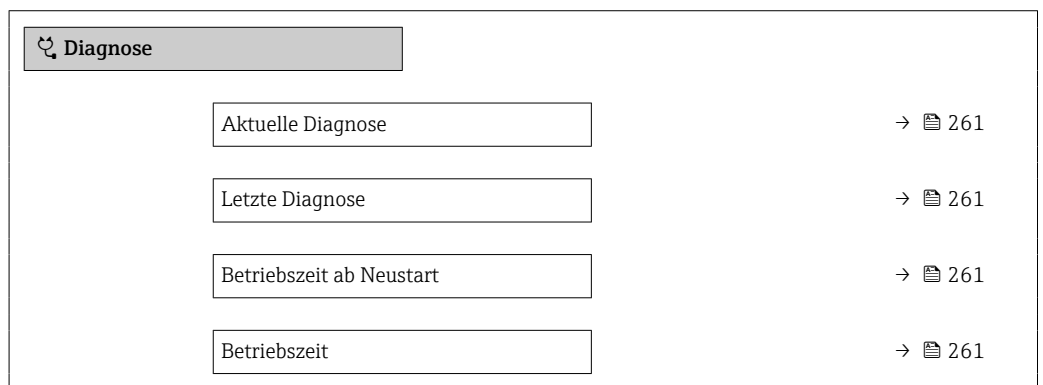 Diagnose
Aktuelle Diagnose → 261
Letzte Diagnose → 261
Betriebszeit ab Neustart → 261
Betriebszeit → 261